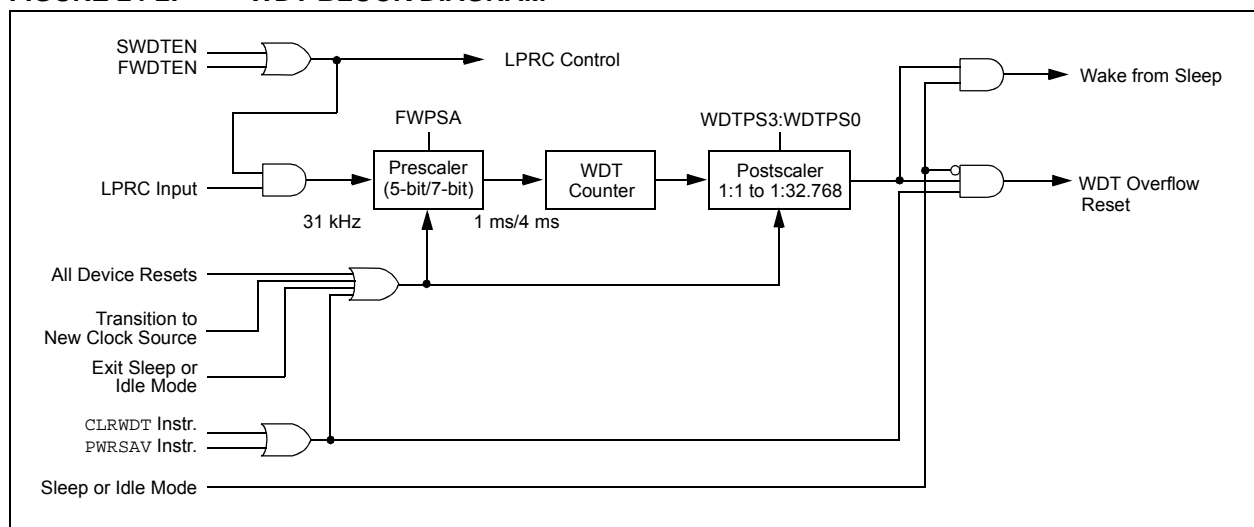 SWDTEN
FWDTEN
LPRC Control
Wake from Sleep
FWPSA
WDTPS3:WDTPS0
LPRC Input
Prescaler
(5-bit/7-bit)
WDT
Counter
Postscaler
1:1 to 1:32.768
WDT Overflow
Reset
31 kHz
1 ms/4 ms
All Device Resets
Transition to
New Clock Source
Exit Sleep or
Idle Mode
CLRWDT Instr.
PWRSAV Instr.
Sleep or Idle Mode